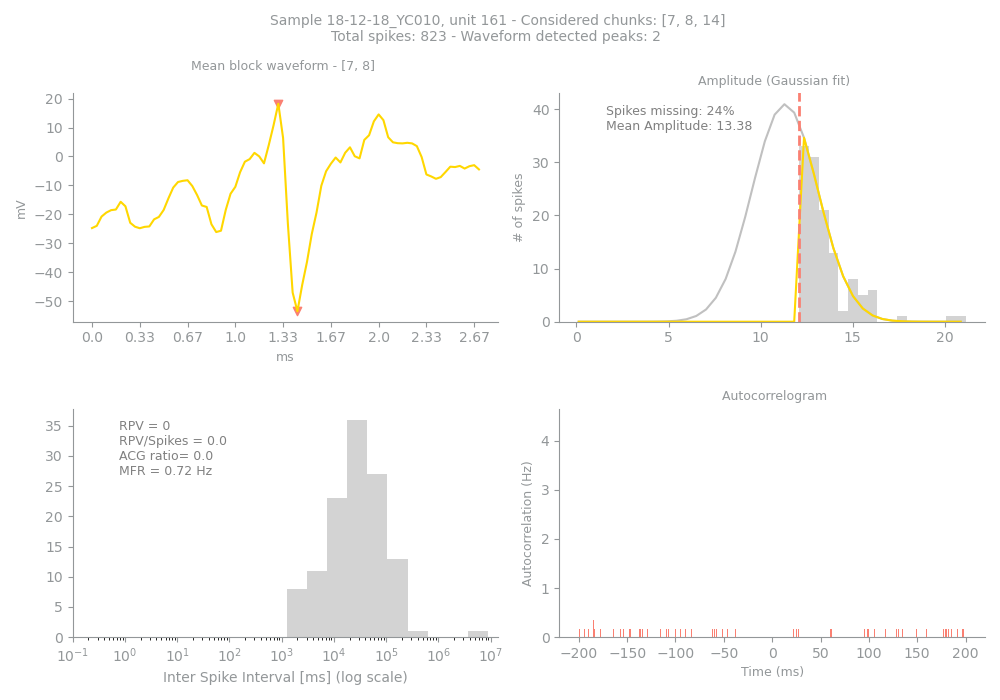 Sample 18-12-18_YC010, unit 161 - Considered chunks: [7, 8, 14]
Total spikes: 823 - Waveform detected peaks: 2
Mean block waveform - [7, 8]
20
10
0
−10
−20
−30
−40
−50
mV
0.0 0.33 0.67 1.0 1.33 1.67 2.0 2.33 2.67
ms
Amplitude (Gaussian fit)
Spikes missing: 24%
Mean Amplitude: 13.38
40
30
20
10
0
# of spikes
0 5 10 15 20
RPV = 0
RPV/Spikes = 0.0
ACG ratio= 0.0
MFR = 0.72 Hz
35
30
25
20
15
10
5
0
10⁻¹ 10⁰ 10¹ 10² 10³ 10⁴ 10⁵ 10⁶ 10⁷
Inter Spike Interval [ms] (log scale)
Autocorrelogram
4
3
2
1
0
Autocorrelation (Hz)
−200 −150 −100 −50 0 50 100 150 200
Time (ms)